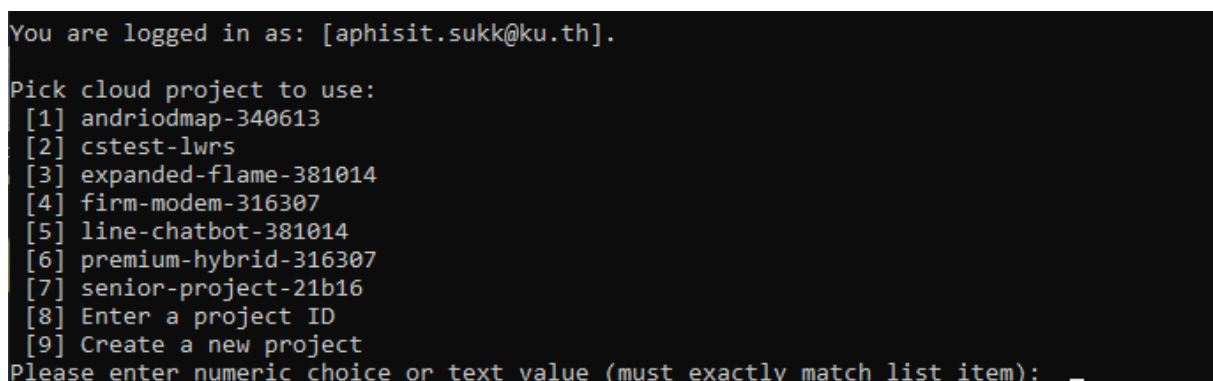 You are logged in as: [aphisit.sukk@ku.th].
Pick cloud project to use:
[1] andriodmap-340613
[2] cstest-lwrs
[3] expanded-flame-381014
[4] firm-modem-316307
[5] line-chatbot-381014
[6] premium-hybrid-316307
[7] senior-project-21b16
[8] Enter a project ID
[9] Create a new project
Please enter numeric choice or text value (must exactly match list item): _